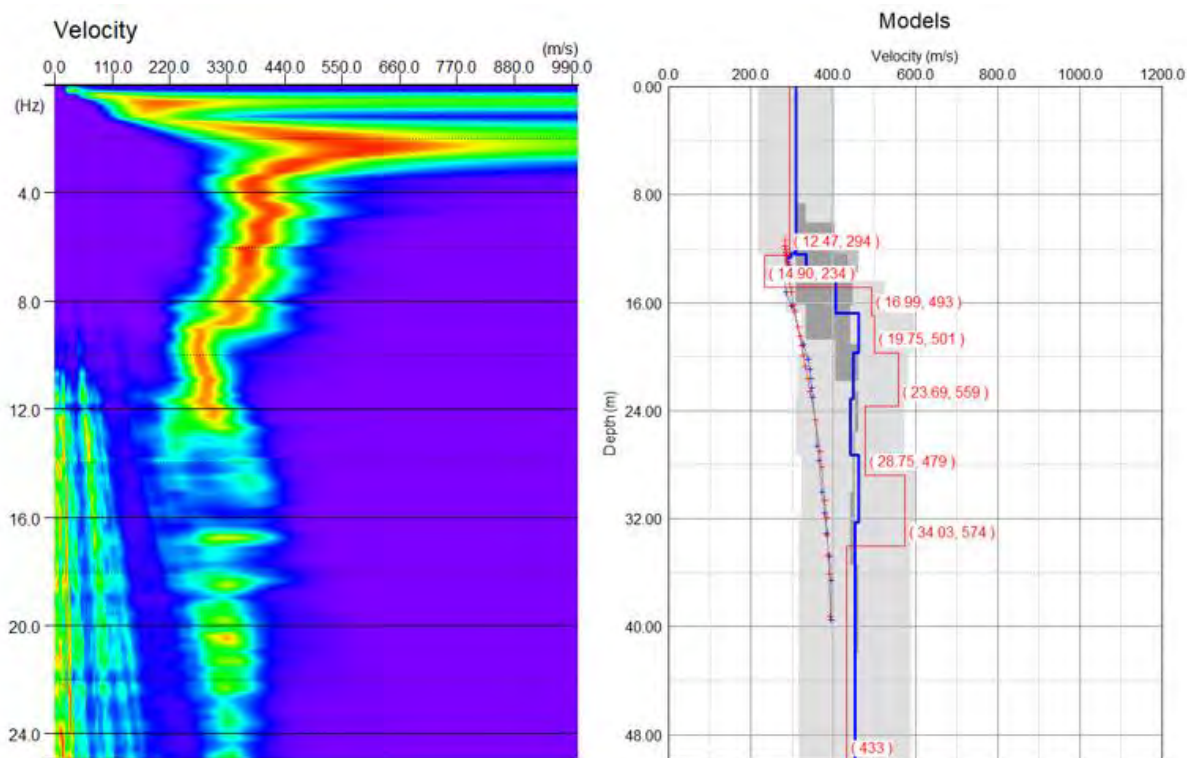 Velocity
(m/s)
0.0 110.0 220.0 330.0 440.0 550.0 660.0 770.0 880.0 990.0
(Hz)
4.0
8.0
12.0
16.0
20.0
24.0
Models
Velocity (m/s)
0.0 200.0 400.0 600.0 800.0 1000.0 1200.0
0.00
8.00
16.00
24.00
32.00
40.00
48.00
Depth (m)
( 12 47, 294 )
( 14 90, 234 )
( 16 99, 493 )
( 19 75, 501 )
( 23 69, 559 )
( 28 75, 479 )
( 34 03, 574 )
( 433 )